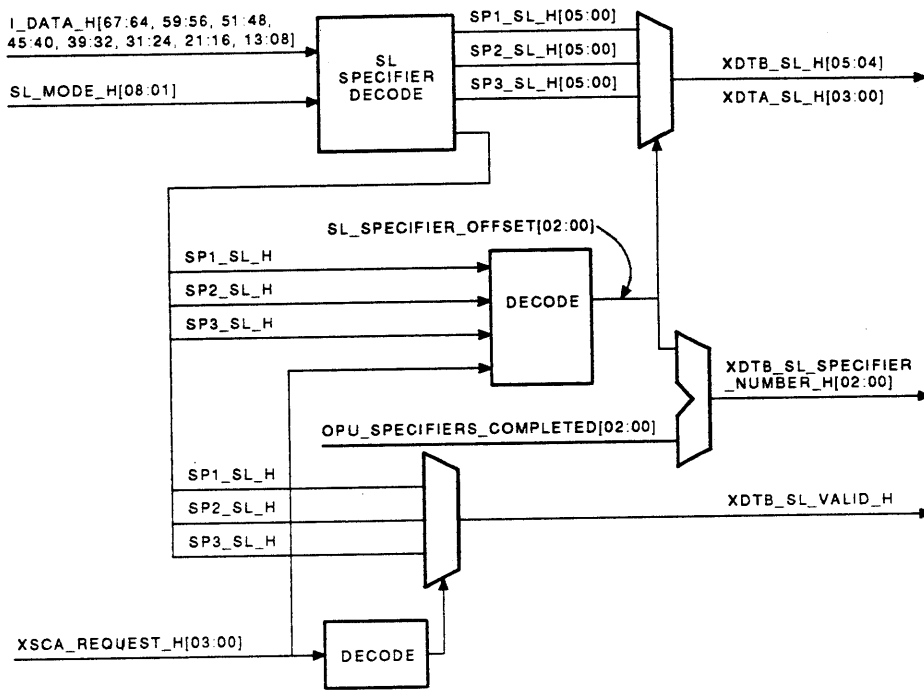 I_DATA_H[67:64, 59:56, 51:48,
45:40, 39:32, 31:24, 21:16, 13:08]
SL_MODE_H[08:01]
SL
SPECIFIER
DECODE
SP1_SL_H[05:00]
SP2_SL_H[05:00]
SP3_SL_H[05:00]
XDTB_SL_H[05:04]
XDTA_SL_H[03:00]
SL_SPECIFIER_OFFSET[02:00]
SP1_SL_H
SP2_SL_H
SP3_SL_H
DECODE
XDTB_SL_SPECIFIER
_NUMBER_H[02:00]
OPU_SPECIFIERS_COMPLETED[02:00]
SP1_SL_H
SP2_SL_H
SP3_SL_H
XDTB_SL_VALID_H
XSCA_REQUEST_H[03:00]
DECODE